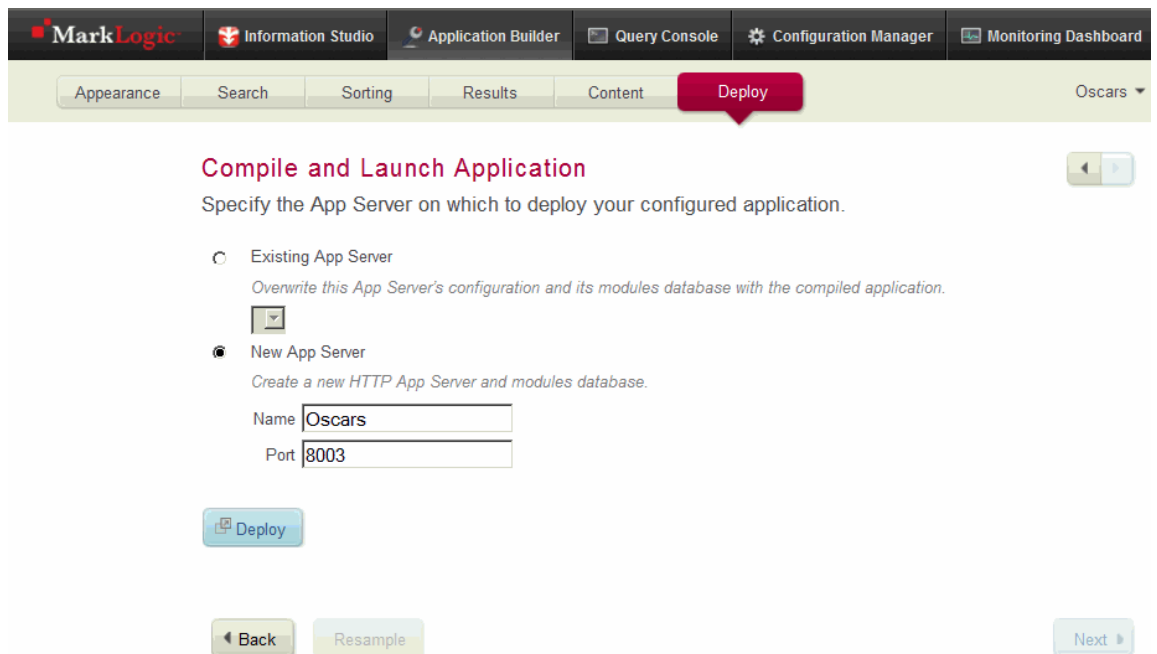 MarkLogic Information Studio Application Builder Query Console Configuration Manager Monitoring Dashboard
Appearance Search Sorting Results Content Deploy Oscars
Compile and Launch Application
Specify the App Server on which to deploy your configured application.
Existing App Server
Overwrite this App Server's configuration and its modules database with the compiled application.
New App Server
Create a new HTTP App Server and modules database.
Name Oscars
Port 8003
Deploy
Back Resample Next